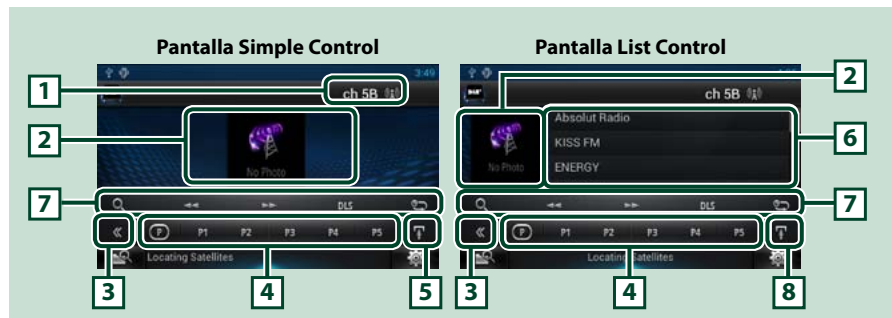 Pantalla Simple Control
Pantalla List Control
1
2
7
3
4
5
3:49
ch 5B
No Photo
DLS
P P1 P2 P3 P4 P5
Locating Satellites
2
6
7
3
4
8
ch 5B
Absolut Radio
KISS FM
ENERGY
No Photo
DLS
P P1 P2 P3 P4 P5
Locating Satellites